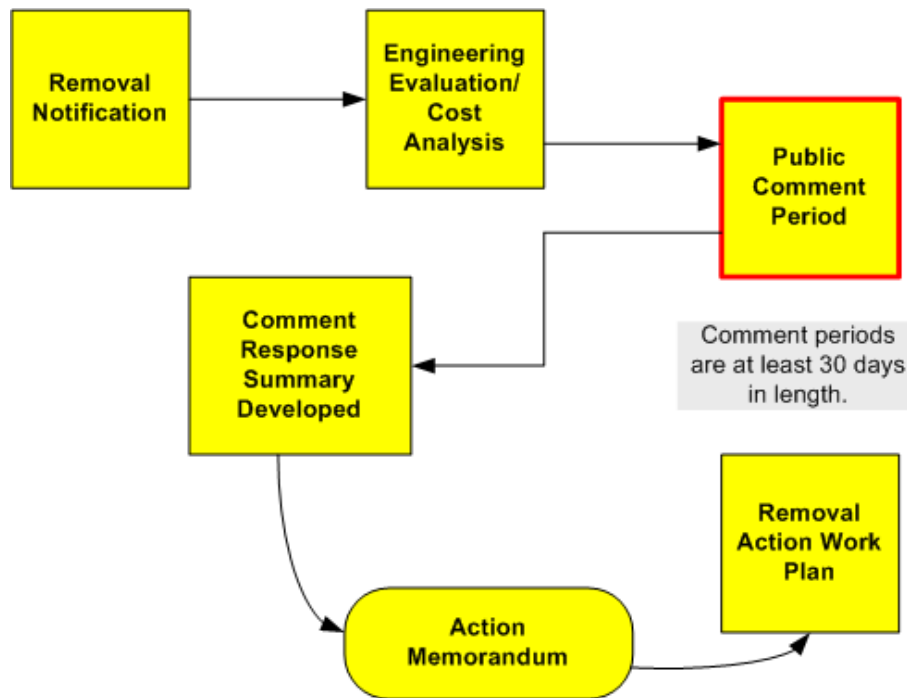 Removal
Notification
Engineering
Evaluation/
Cost
Analysis
Public
Comment
Period
Comment
Response
Summary
Developed
Comment periods
are at least 30 days
in length.
Action
Memorandum
Removal
Action Work
Plan